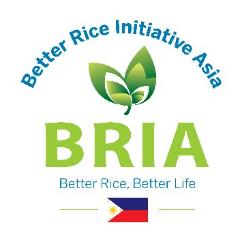 Better Rice Initiative Asia
BRIA
Better Rice, Better Life